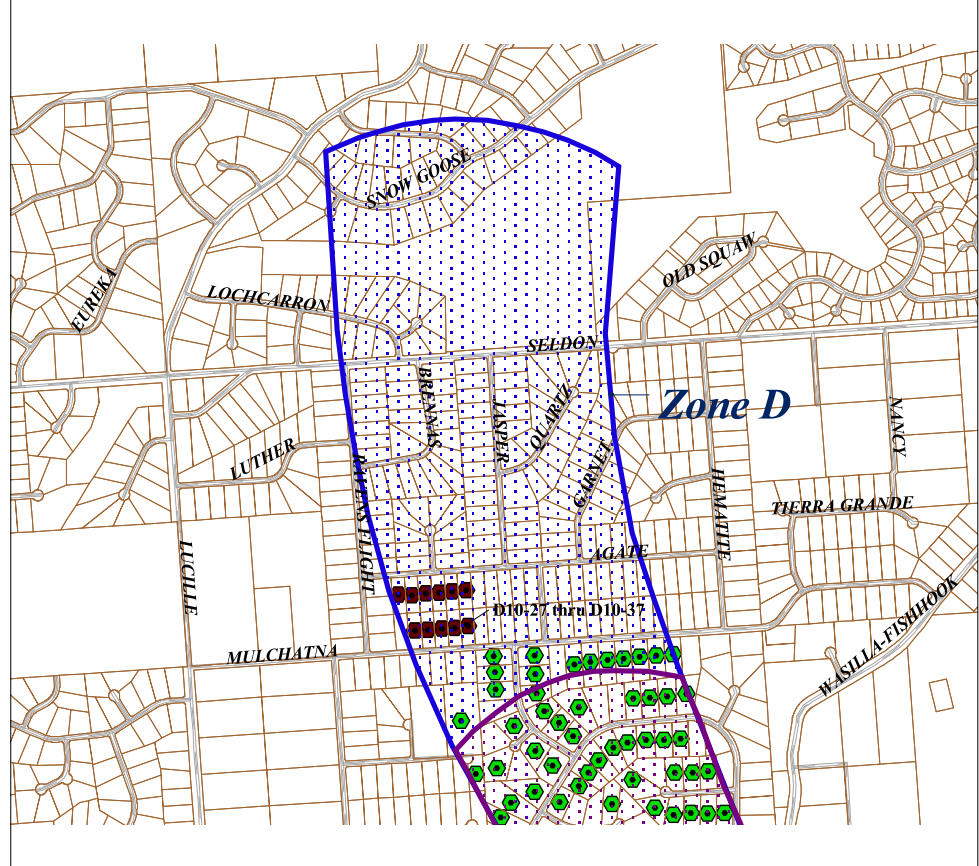 SNOW GOOSE
OLD SQUAW
EUREKA
LOCHCARRON
SELDON
BRENNAS
JASPER
QUARTZ
Zone D
NANCY
LUTHER
RAVENS FLIGHT
GARNET
HEMATITE
TIERRA GRANDE
LUCILLE
AGATE
D10-27 thru D10-37
WASILLA-FISHHOOK
MULCHATNA